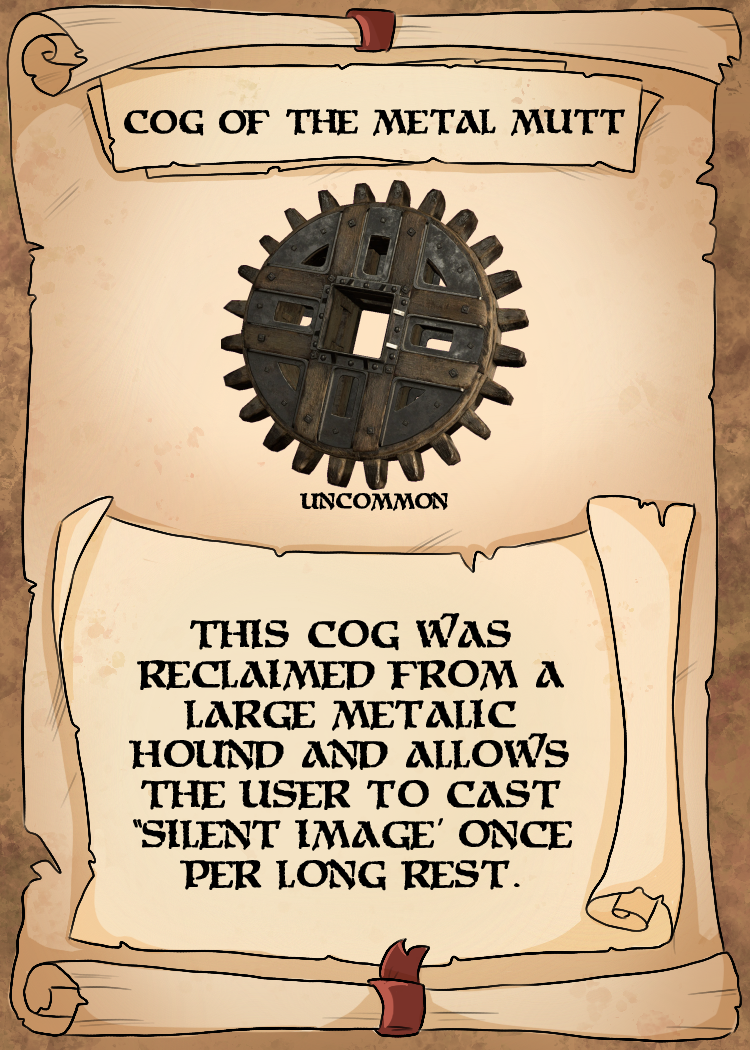 COG OF THE METAL MUTT
UNCOMMON
THIS COG WAS
RECLAIMED FROM A
LARGE METALIC
HOUND AND ALLOWS
THE USER TO CAST
"SILENT IMAGE' ONCE
PER LONG REST.